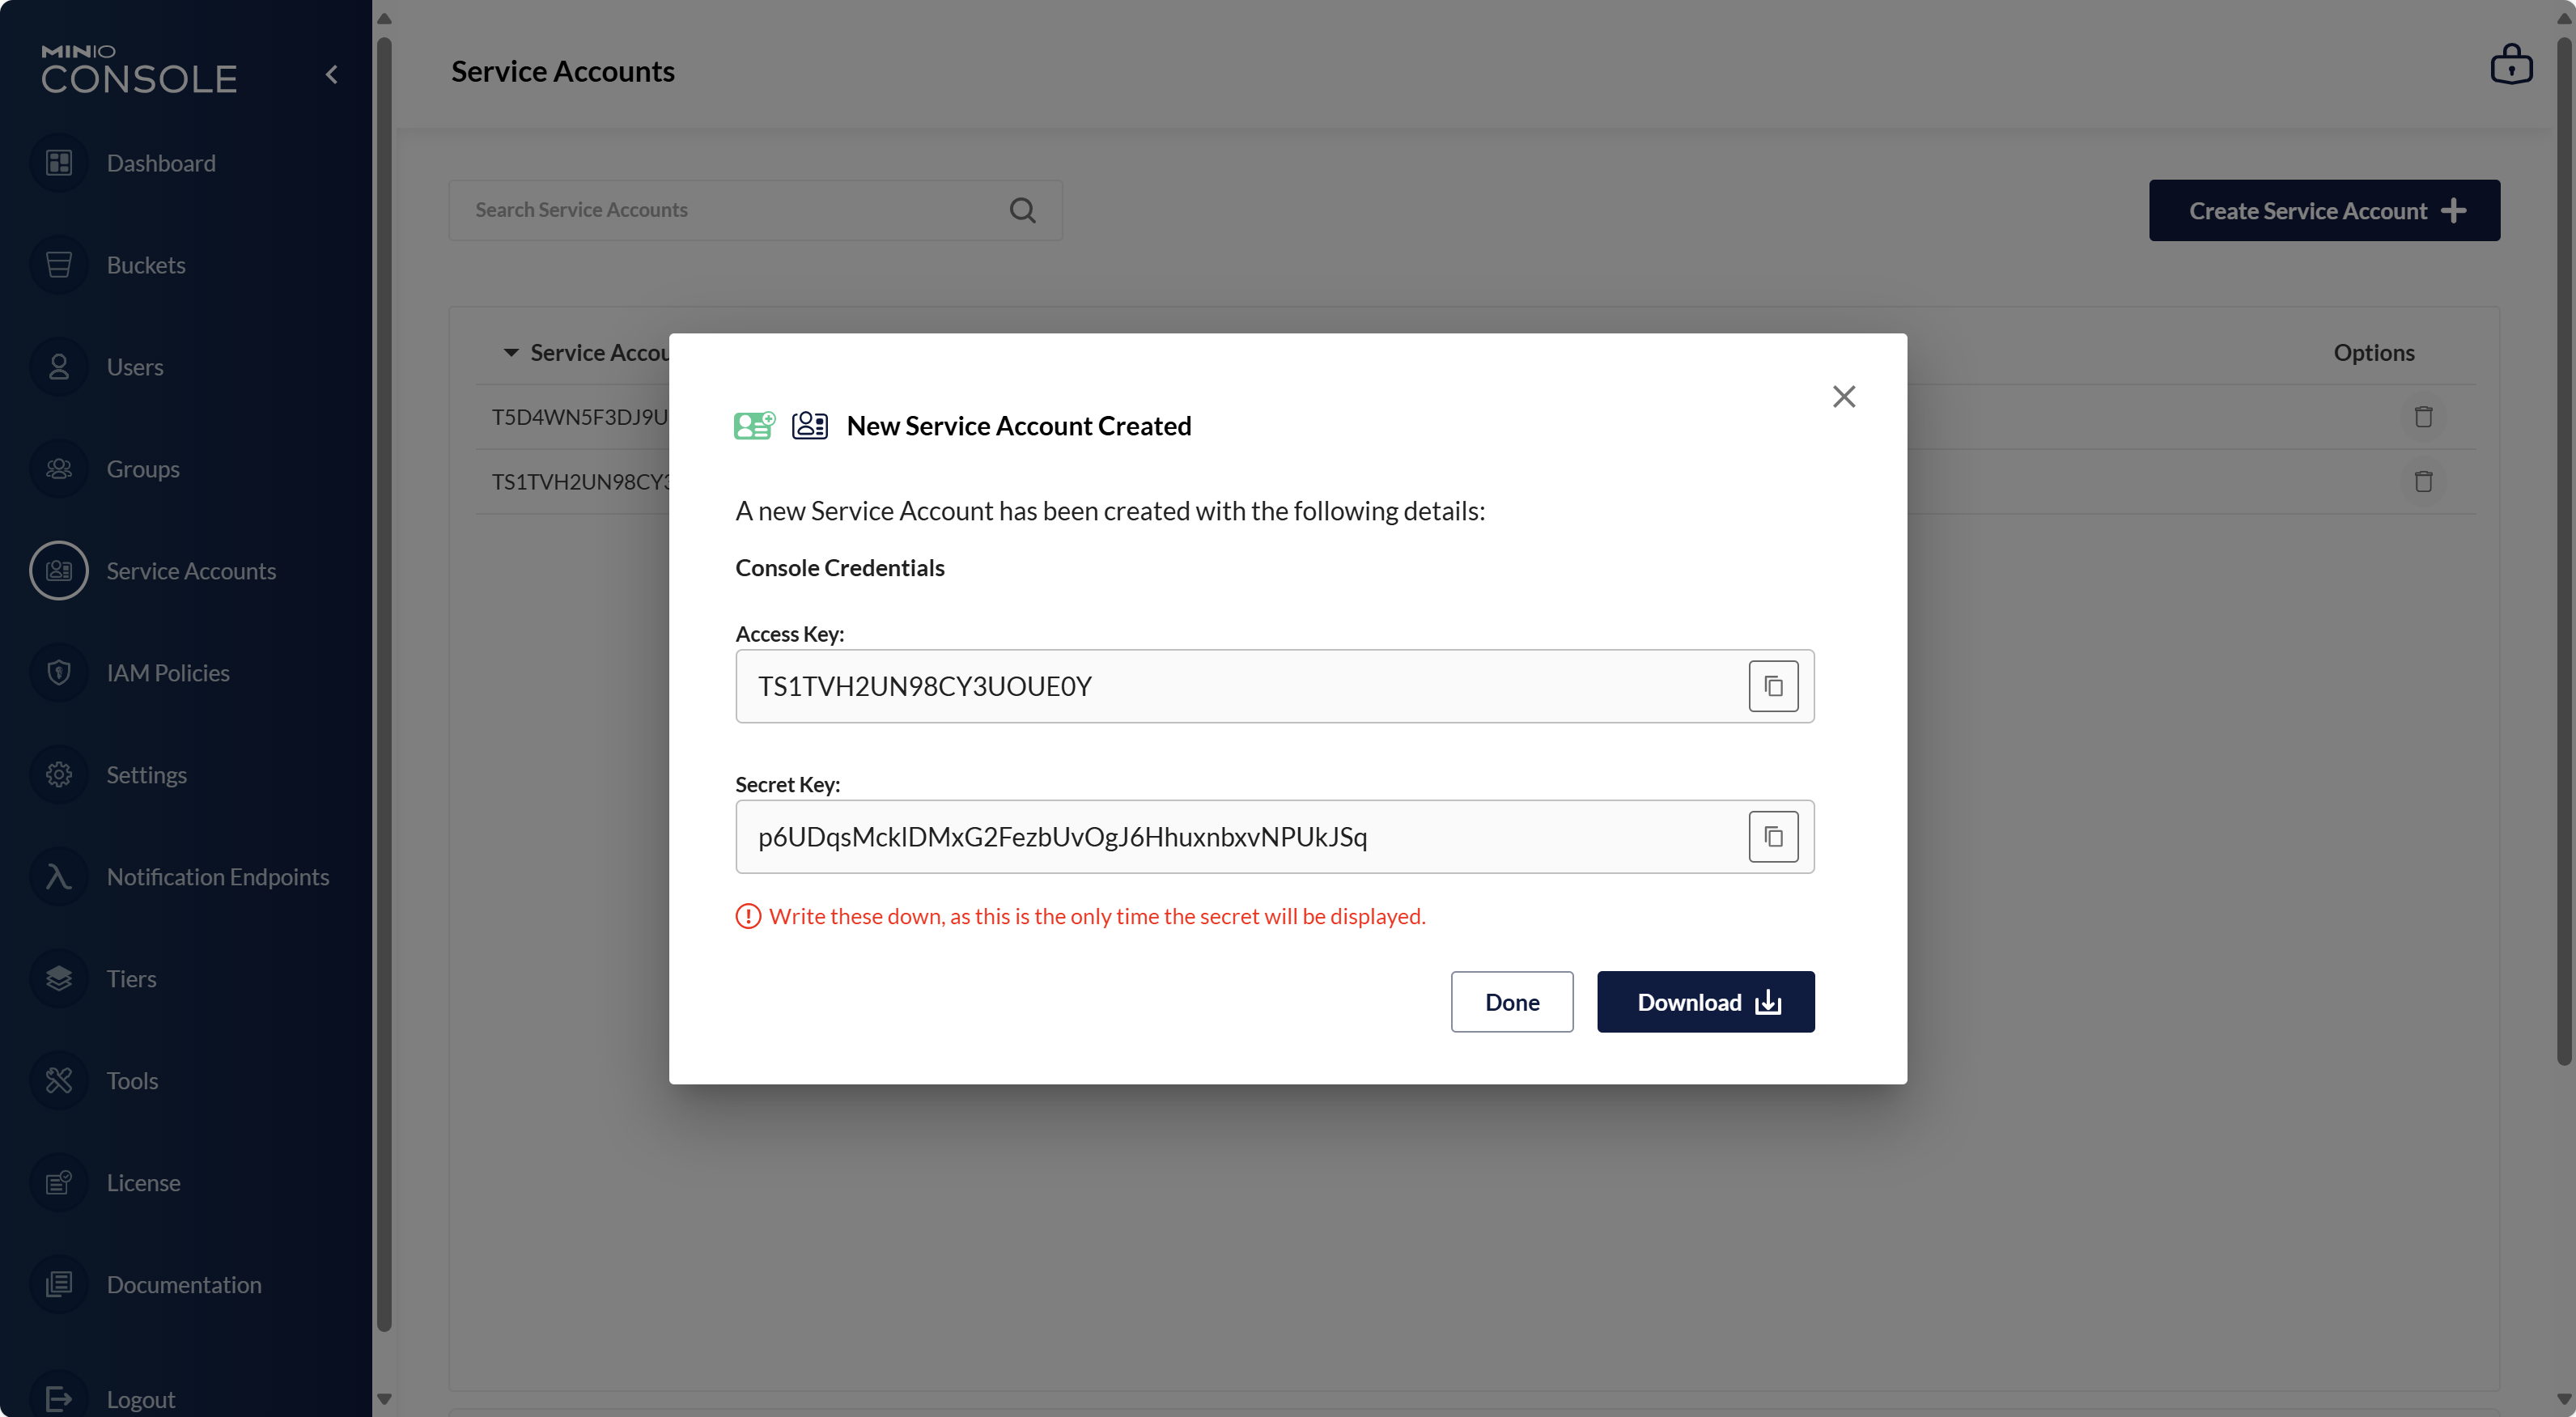 MINIO
CONSOLE
Dashboard
Buckets
Users
Groups
Service Accounts
IAM Policies
Settings
Notification Endpoints
Tiers
Tools
License
Documentation
Logout
Service Accounts
Search Service Accounts
Create Service Account
Service Accou
Options
T5D4WN5F3DJ9U
TS1TVH2UN98CY3
New Service Account Created
A new Service Account has been created with the following details:
Console Credentials
Access Key:
TS1TVH2UN98CY3UOUE0Y
Secret Key:
p6UDqsMcklDMxG2FezbUvOgJ6HhuxnbxvNPUkJSq
Write these down, as this is the only time the secret will be displayed.
Done
Download